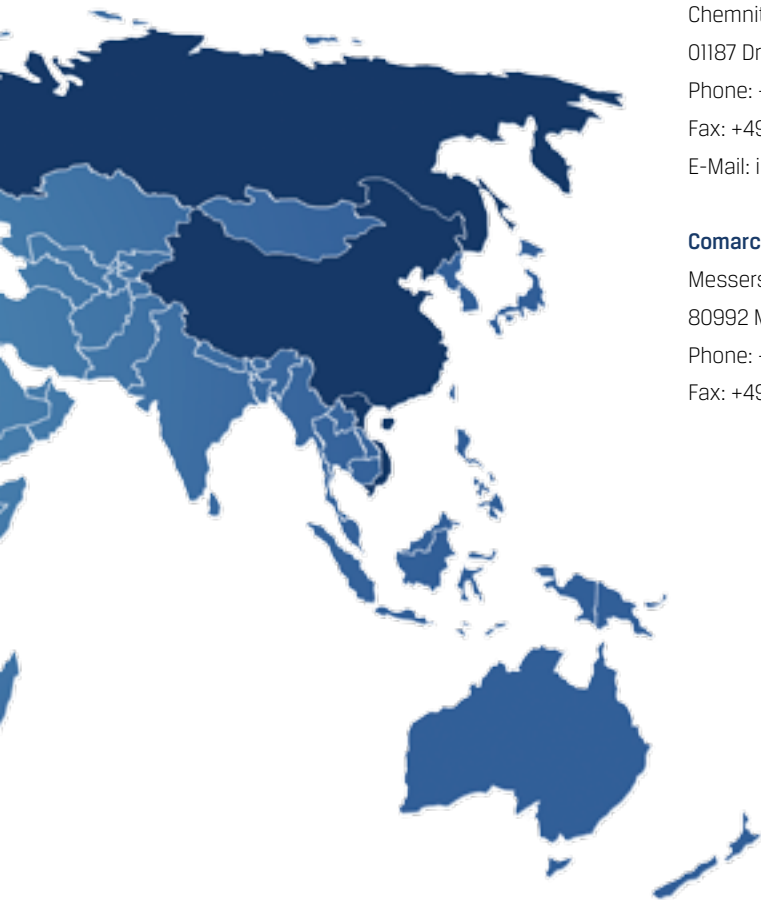 Chemnit
01187 Dr
Phone:
Fax: +49
E-Mail: i
Comarc
Messers
80992 M
Phone:
Fax: +49